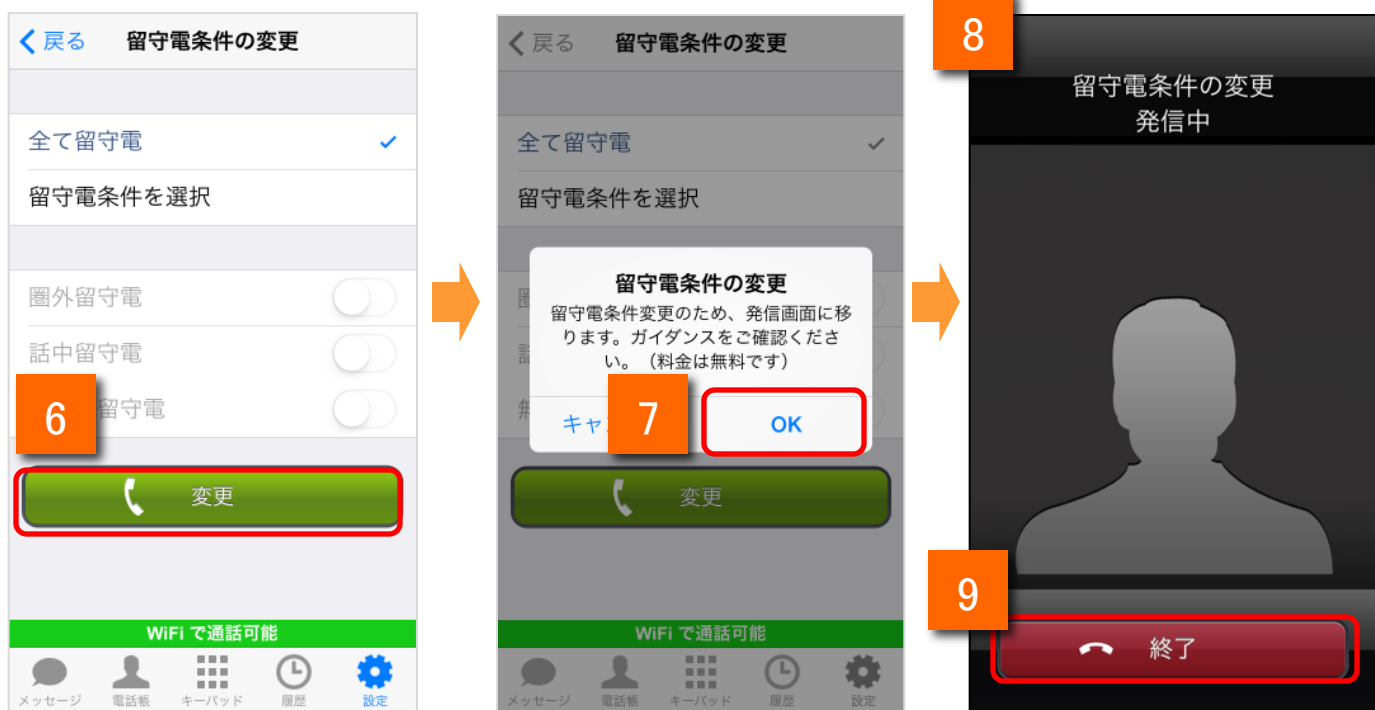 戻る 留守電条件の変更
全て留守電
留守電条件を選択
圏外留守電
話中留守電
留守電
6
変更
WiFi で通話可能
メッセージ 電話帳 キーパッド 履歴 設定
戻る 留守電条件の変更
全て留守電
留守電条件を選択
留守電条件の変更
留守電条件変更のため、発信画面に移
ります。ガイダンスをご確認くださ
い。（料金は無料です）
キャ
7
OK
変更
WiFi で通話可能
メッセージ 電話帳 キーパッド 履歴 設定
8
留守電条件の変更
発信中
9
終了